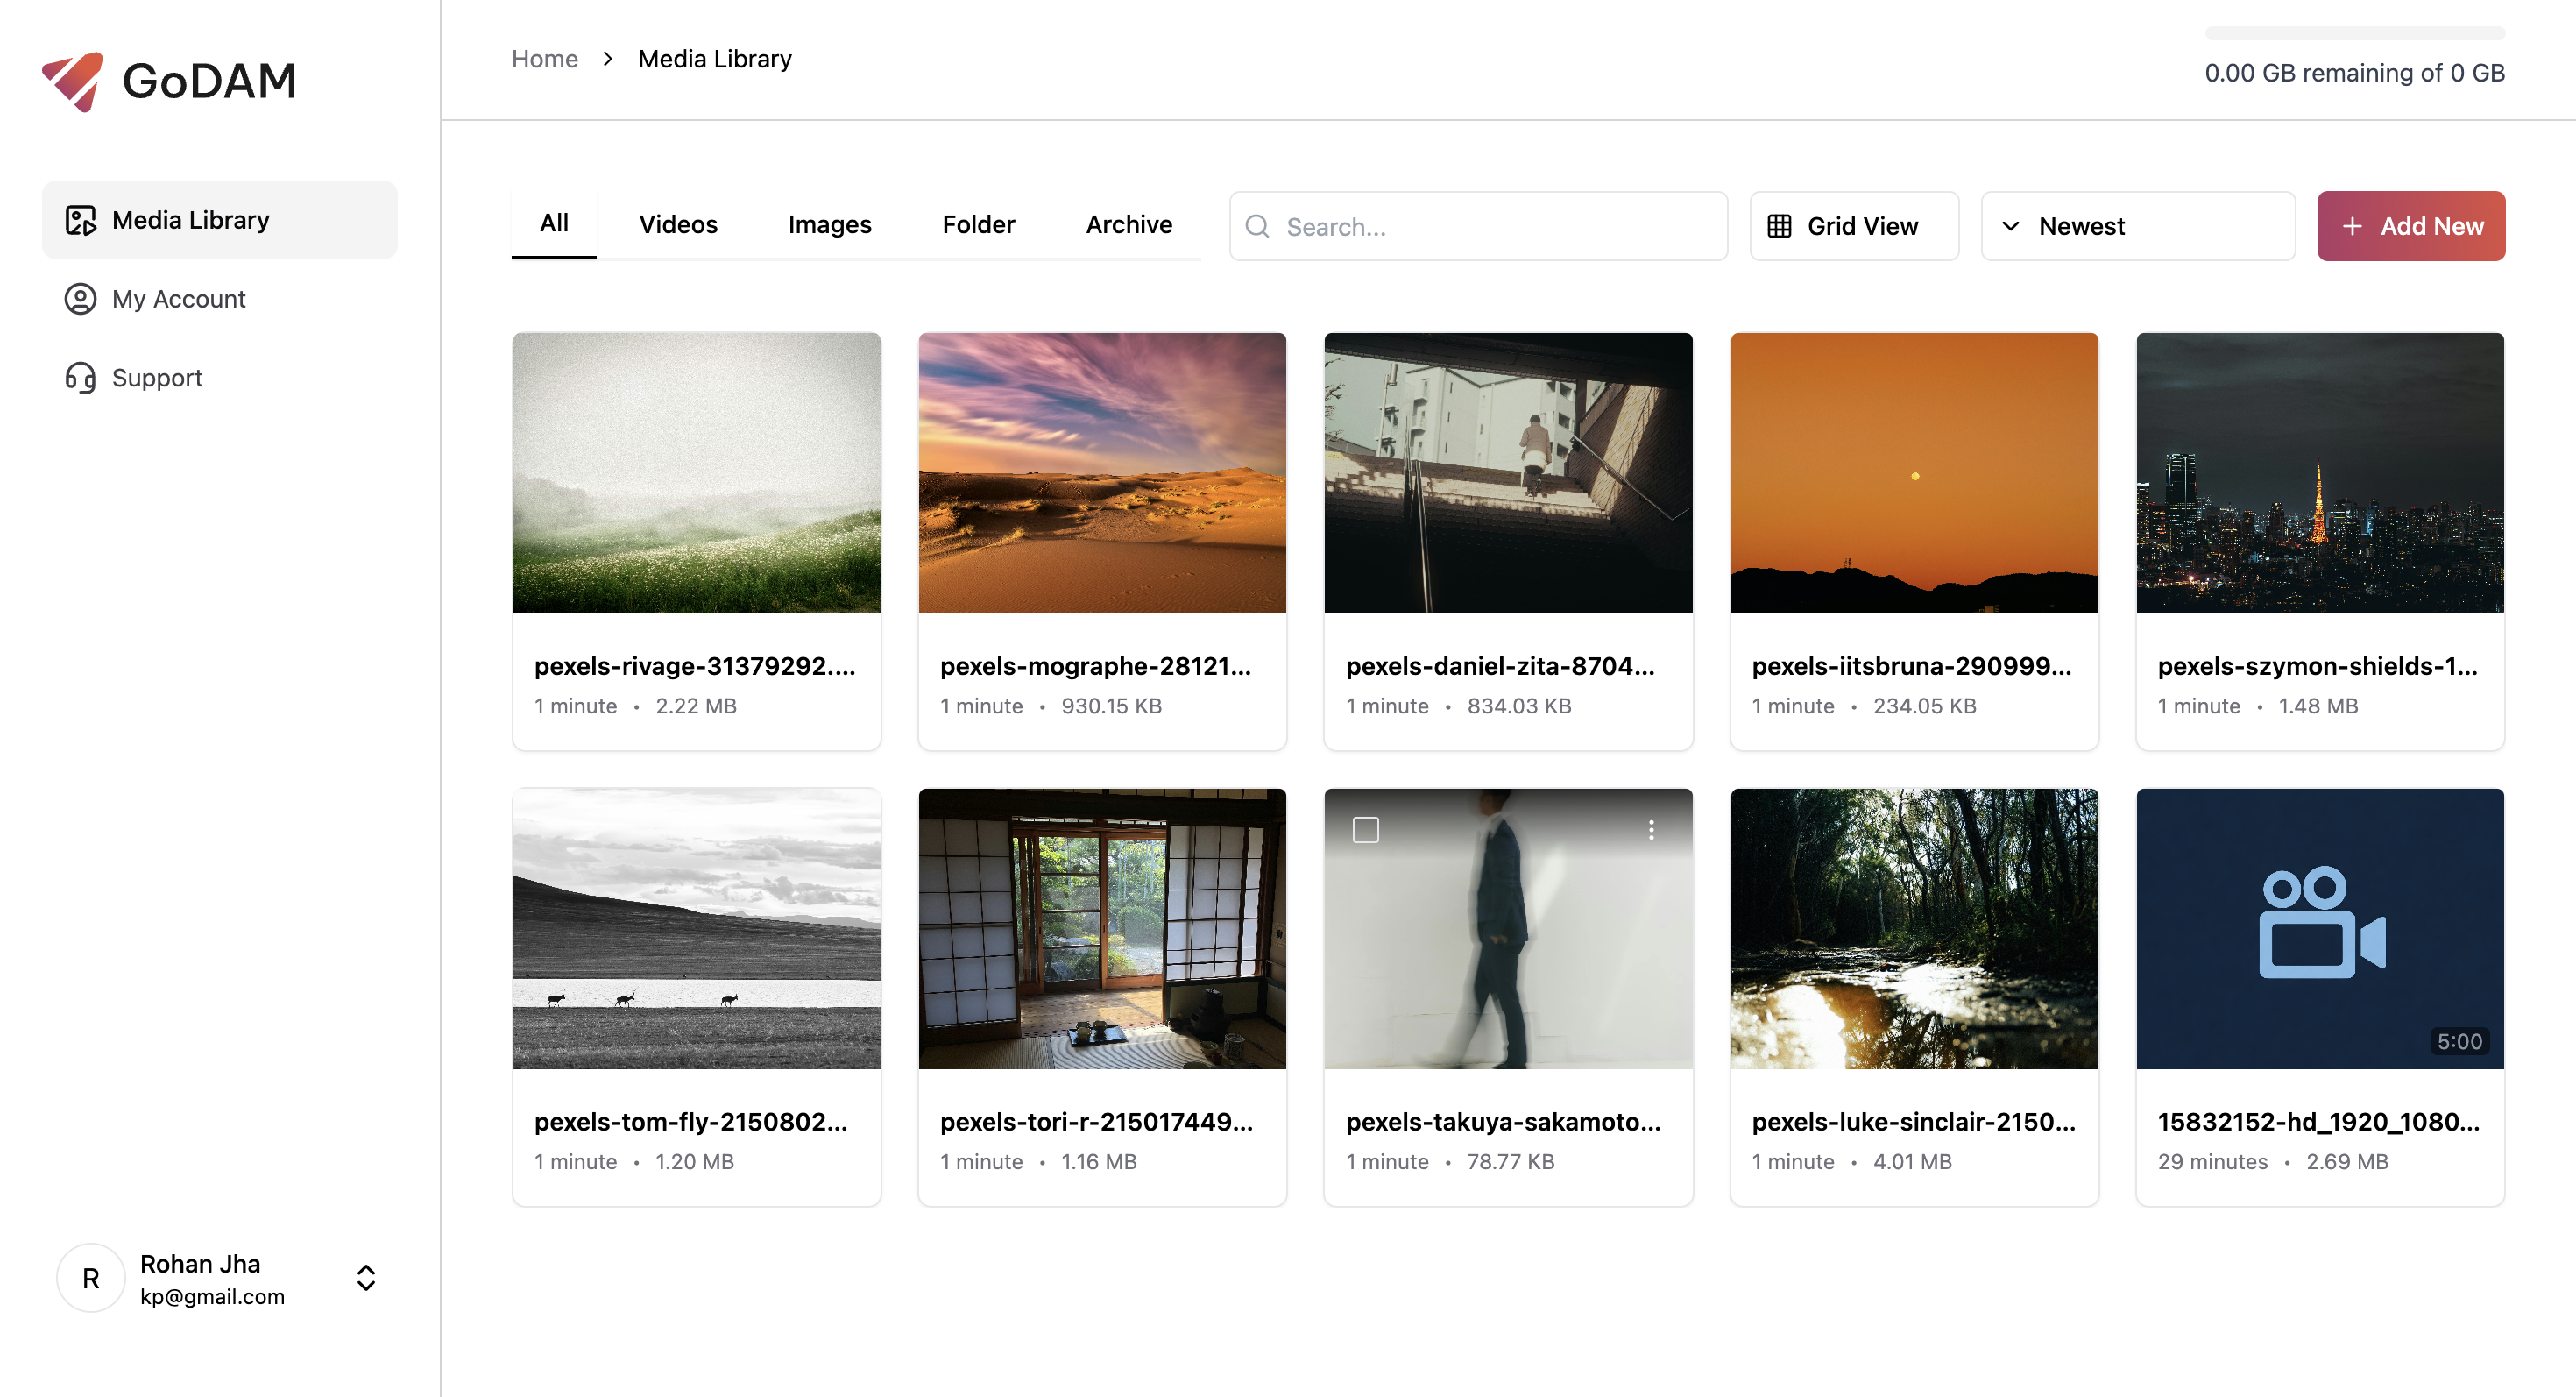 GoDAM
Home > Media Library
0.00 GB remaining of 0 GB
Media Library
My Account
Support
All
Videos
Images
Folder
Archive
Search...
Grid View
Newest
+ Add New
pexels-rivage-31379292....
1 minute • 2.22 MB
pexels-mographe-28121...
1 minute • 930.15 KB
pexels-daniel-zita-8704...
1 minute • 834.03 KB
pexels-iitsbruna-290999...
1 minute • 234.05 KB
pexels-szymon-shields-1...
1 minute • 1.48 MB
5:00
pexels-tom-fly-2150802...
1 minute • 1.20 MB
pexels-tori-r-215017449...
1 minute • 1.16 MB
pexels-takuya-sakamoto...
1 minute • 78.77 KB
pexels-luke-sinclair-2150...
1 minute • 4.01 MB
15832152-hd_1920_1080...
29 minutes • 2.69 MB
R
Rohan Jha
kp@gmail.com